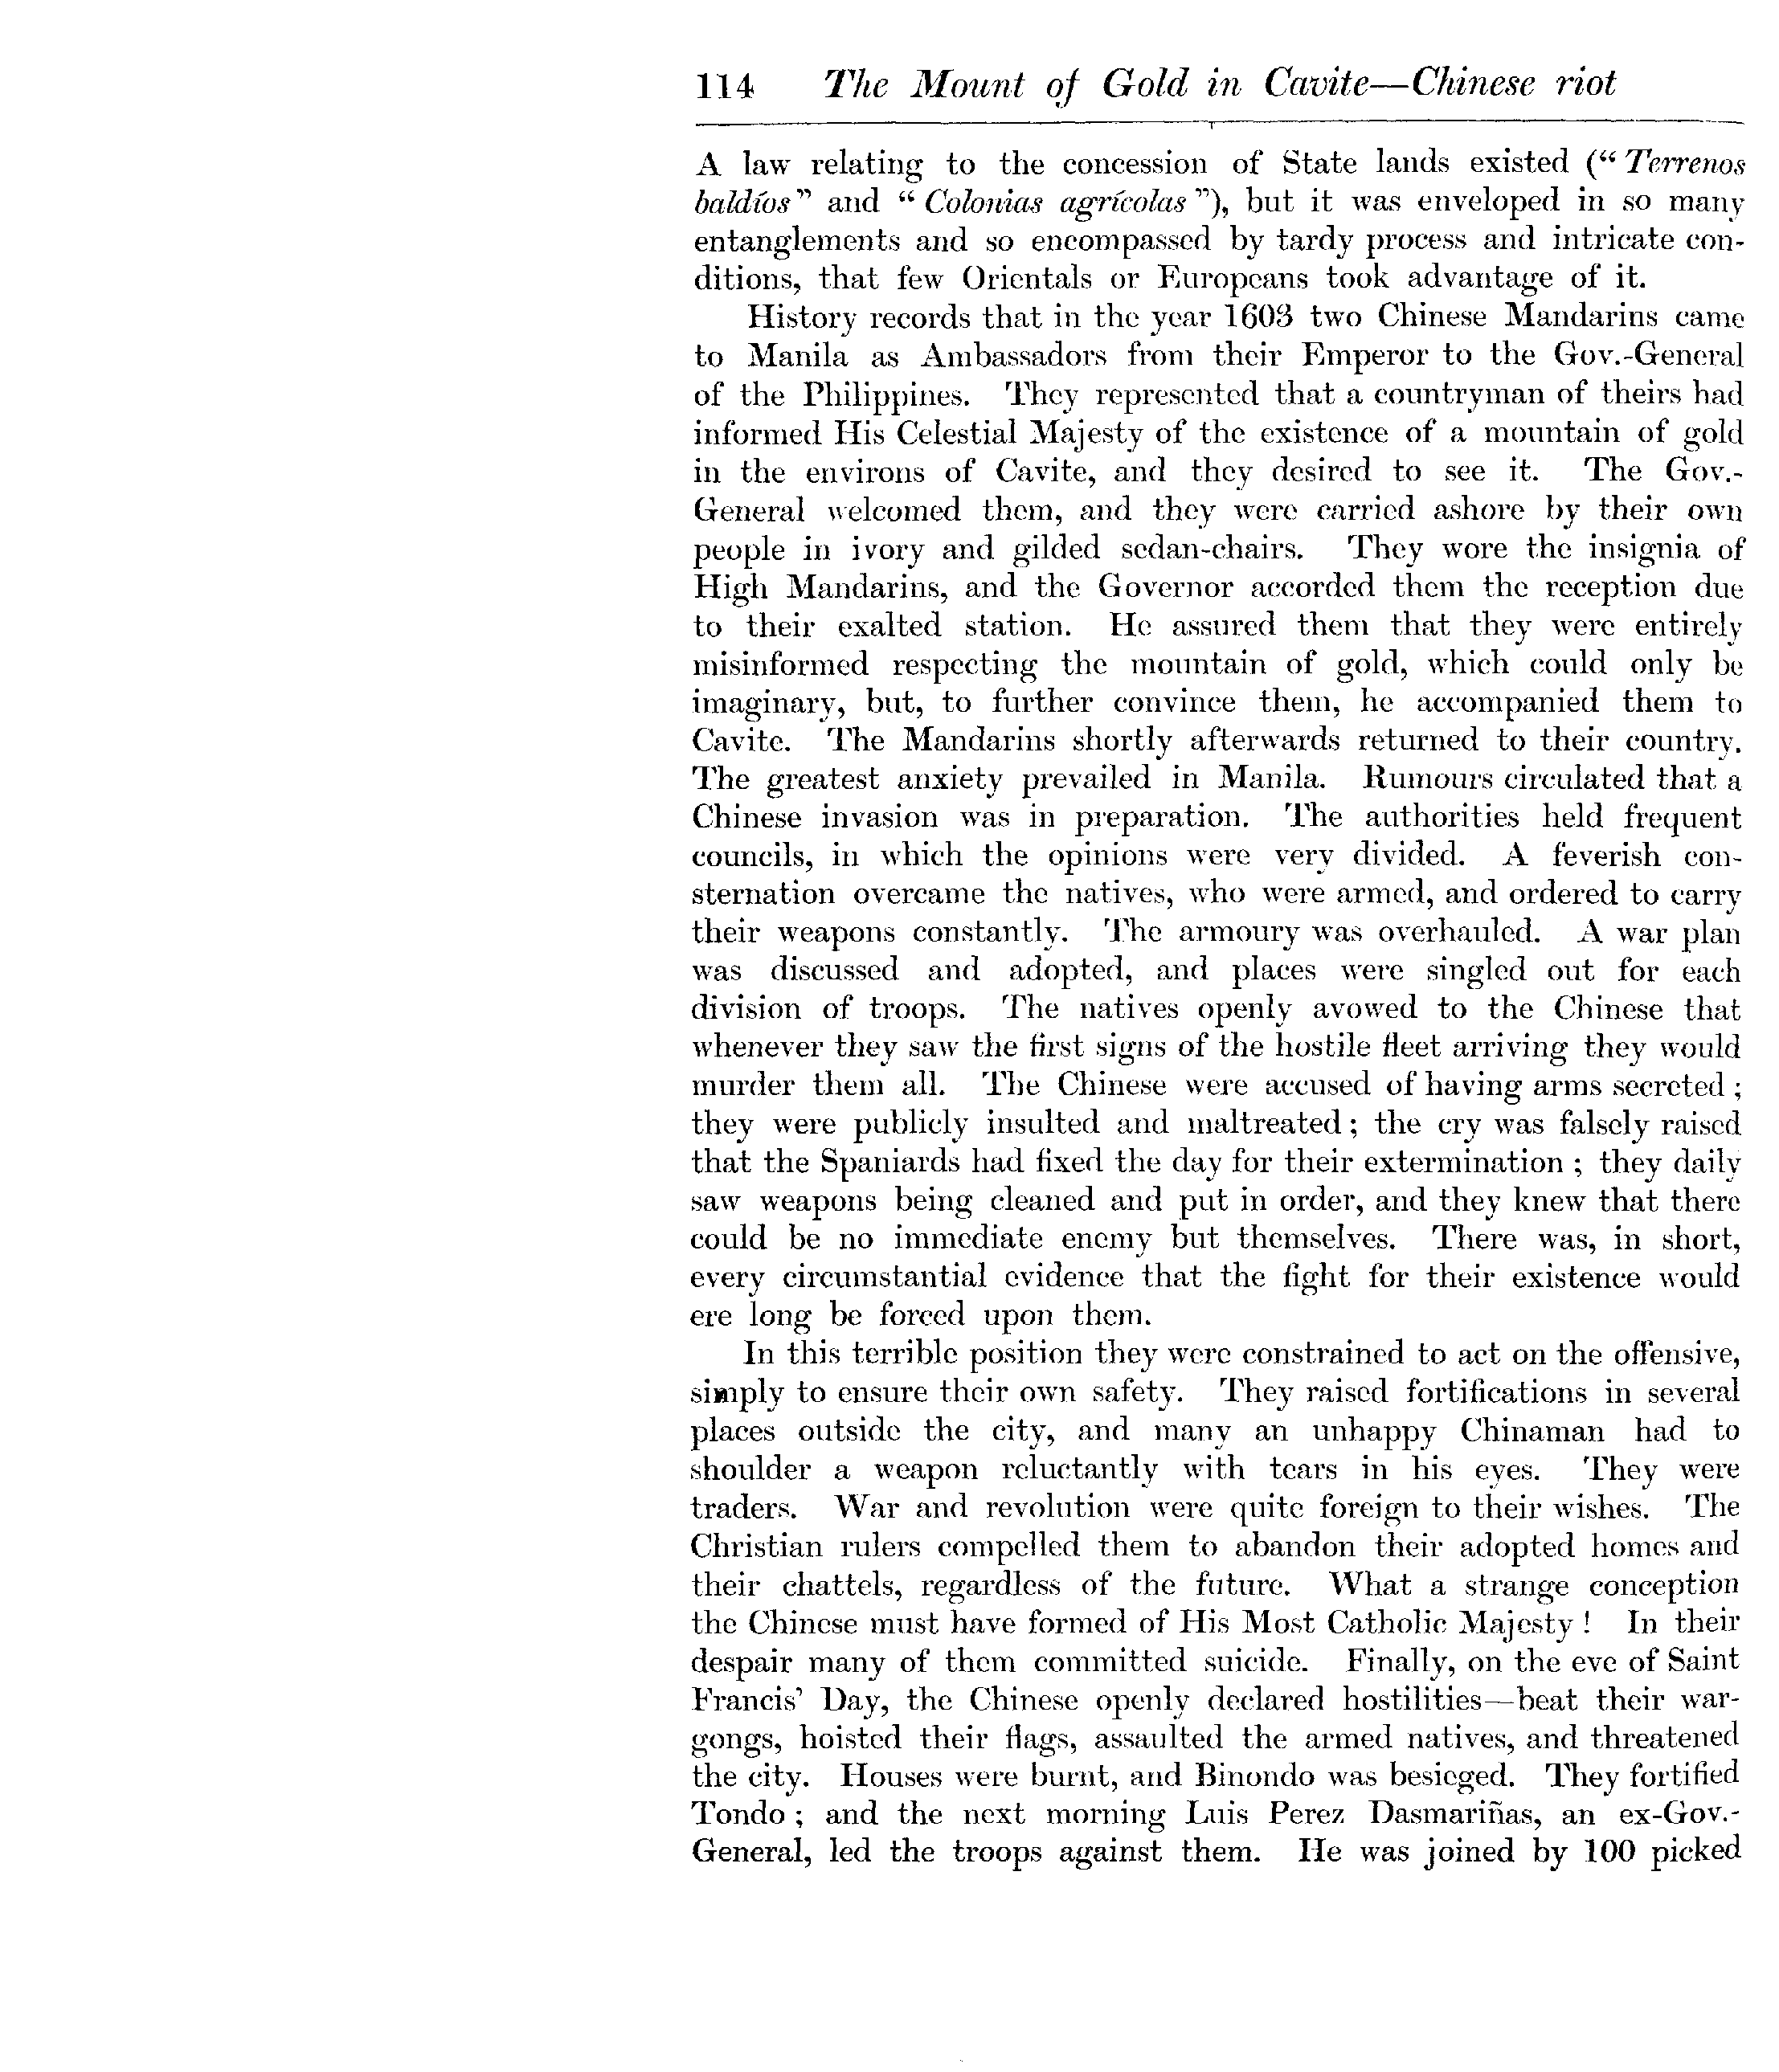 114 The Mount of Gold in Cavite—Chinese riot
A law relating to the concession of State lands existed (“Terrenos
baldíos” and “Colonias agrícolas”), but it was enveloped in so many
entanglements and so encompassed by tardy process and intricate con-
ditions, that few Orientals or Europeans took advantage of it.
History records that in the year 1603 two Chinese Mandarins came
to Manila as Ambassadors from their Emperor to the Gov.-General
of the Philippines. They represented that a countryman of theirs had
informed His Celestial Majesty of the existence of a mountain of gold
in the environs of Cavite, and they desired to see it. The Gov.-
General welcomed them, and they were carried ashore by their own
people in ivory and gilded sedan-chairs. They wore the insignia of
High Mandarins, and the Governor accorded them the reception due
to their exalted station. He assured them that they were entirely
misinformed respecting the mountain of gold, which could only be
imaginary, but, to further convince them, he accompanied them to
Cavite. The Mandarins shortly afterwards returned to their country.
The greatest anxiety prevailed in Manila. Rumours circulated that a
Chinese invasion was in preparation. The authorities held frequent
councils, in which the opinions were very divided. A feverish con-
sternation overcame the natives, who were armed, and ordered to carry
their weapons constantly. The armoury was overhauled. A war plan
was discussed and adopted, and places were singled out for each
division of troops. The natives openly avowed to the Chinese that
whenever they saw the first signs of the hostile fleet arriving they would
murder them all. The Chinese were accused of having arms secreted ;
they were publicly insulted and maltreated ; the cry was falsely raised
that the Spaniards had fixed the day for their extermination ; they daily
saw weapons being cleaned and put in order, and they knew that there
could be no immediate enemy but themselves. There was, in short,
every circumstantial evidence that the fight for their existence would
ere long be forced upon them.
In this terrible position they were constrained to act on the offensive,
simply to ensure their own safety. They raised fortifications in several
places outside the city, and many an unhappy Chinaman had to
shoulder a weapon reluctantly with tears in his eyes. They were
traders. War and revolution were quite foreign to their wishes. The
Christian rulers compelled them to abandon their adopted homes and
their chattels, regardless of the future. What a strange conception
the Chinese must have formed of His Most Catholic Majesty ! In their
despair many of them committed suicide. Finally, on the eve of Saint
Francis’ Day, the Chinese openly declared hostilities—beat their war-
gongs, hoisted their flags, assaulted the armed natives, and threatened
the city. Houses were burnt, and Binondo was besieged. They fortified
Tondo ; and the next morning Luis Perez Dasmariñas, an ex-Gov.-
General, led the troops against them. He was joined by 100 picked